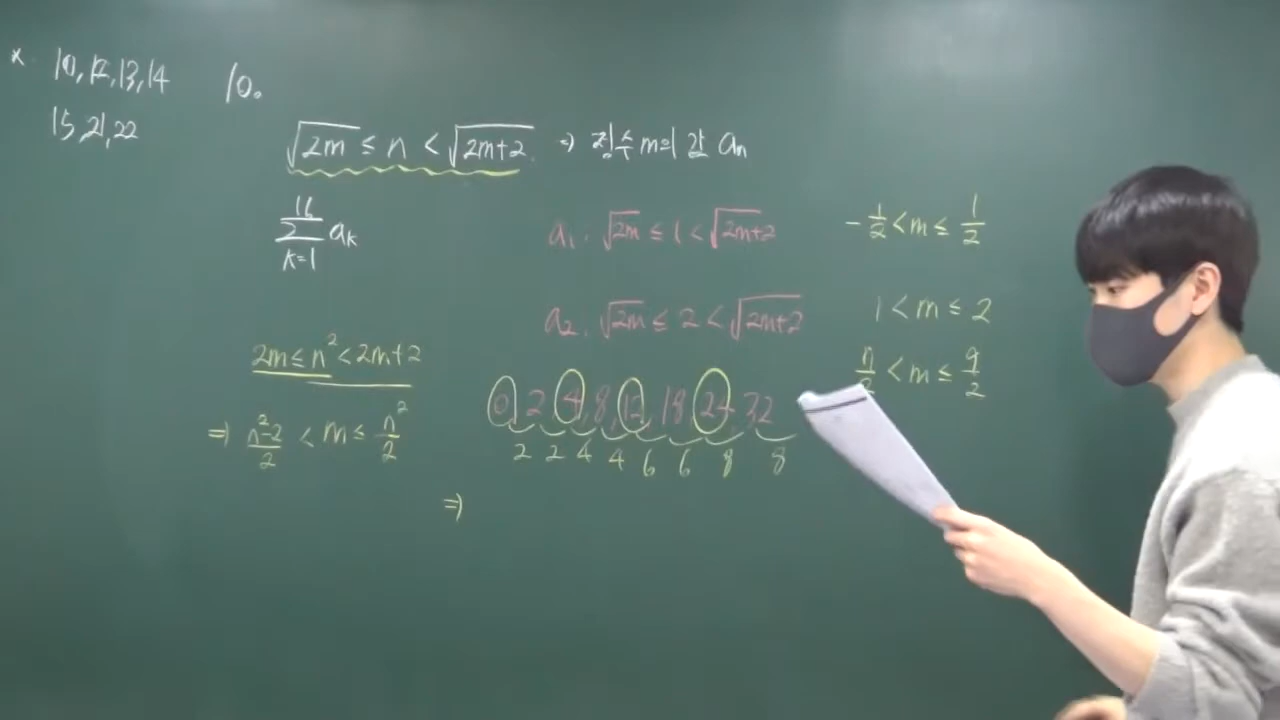 * 10, 12, 13, 14
15, 21, 22
10.
√2m ≤ n < √2m+2 ⇒ 정수 m의 값 aₙ
16
Σ aₖ
k=1
a₁. √2m ≤ 1 < √2m+2
-1/2 < m ≤ 1/2
a₂. √2m ≤ 2 < √2m+2
1 < m ≤ 2
2m ≤ n² < 2m+2
n/2 < m ≤ 9/2
⇒ n²-2/2 < m ≤ n²/2
0, 2, 4, 8, 12, 18, 24, 32
2 2 4 4 6 6 8 8
⇒